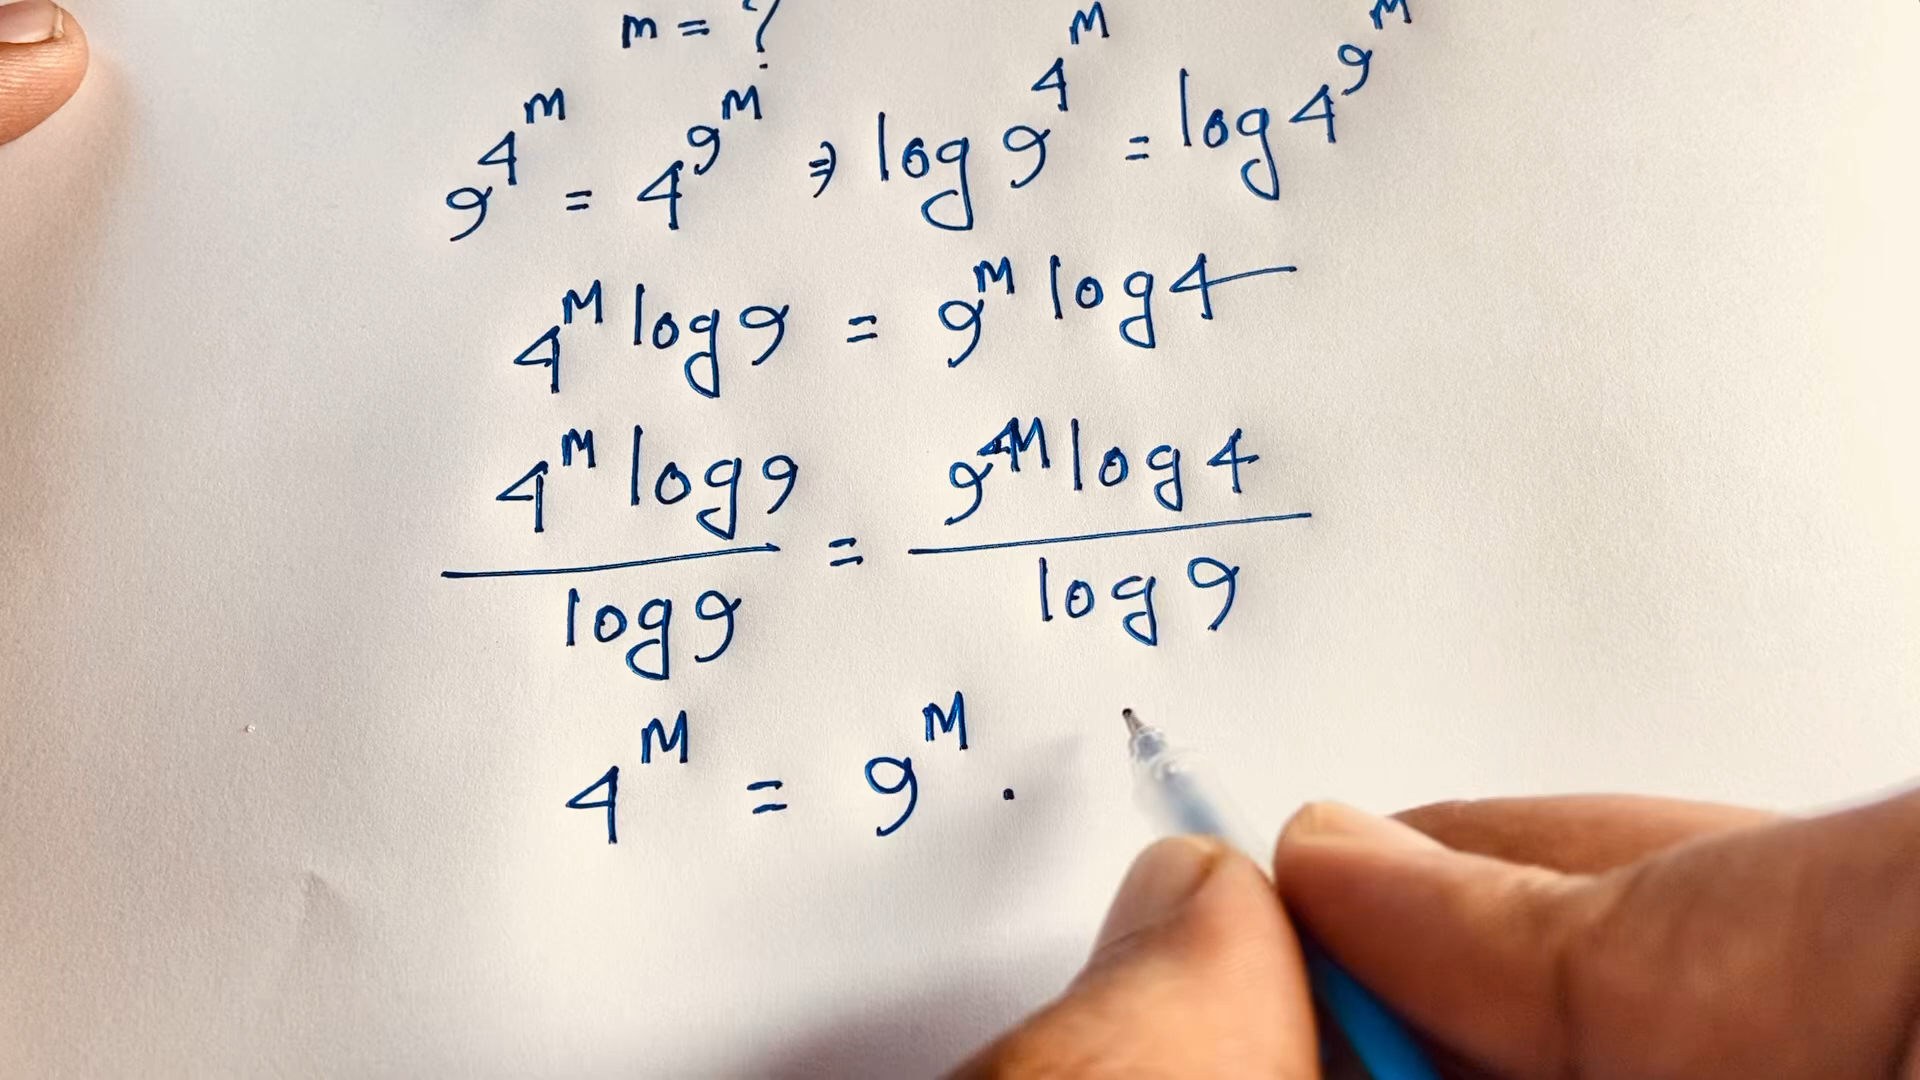 m = ?
9^4^M = 4^9^M ⇒ log 9^4^M = log 4^9^M
4^M log 9 = 9^M log 4
4^M log 9 / log 9 = 9^M log 4 / log 9
4^M = 9^M .